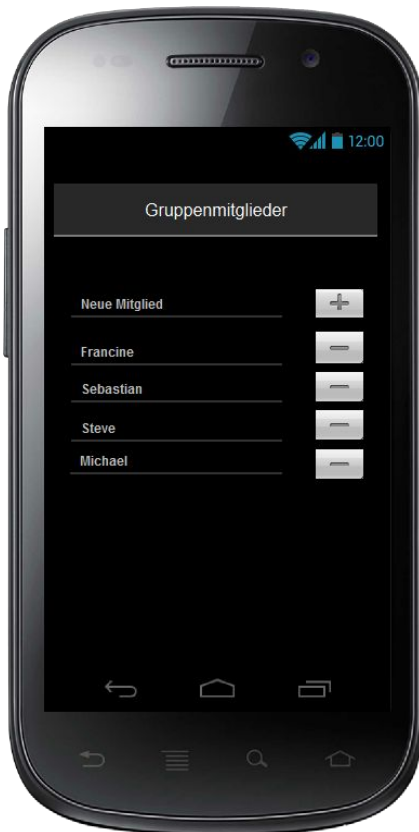 12:00
Gruppenmitglieder
Neue Mitglied
Francine
Sebastian
Steve
Michael